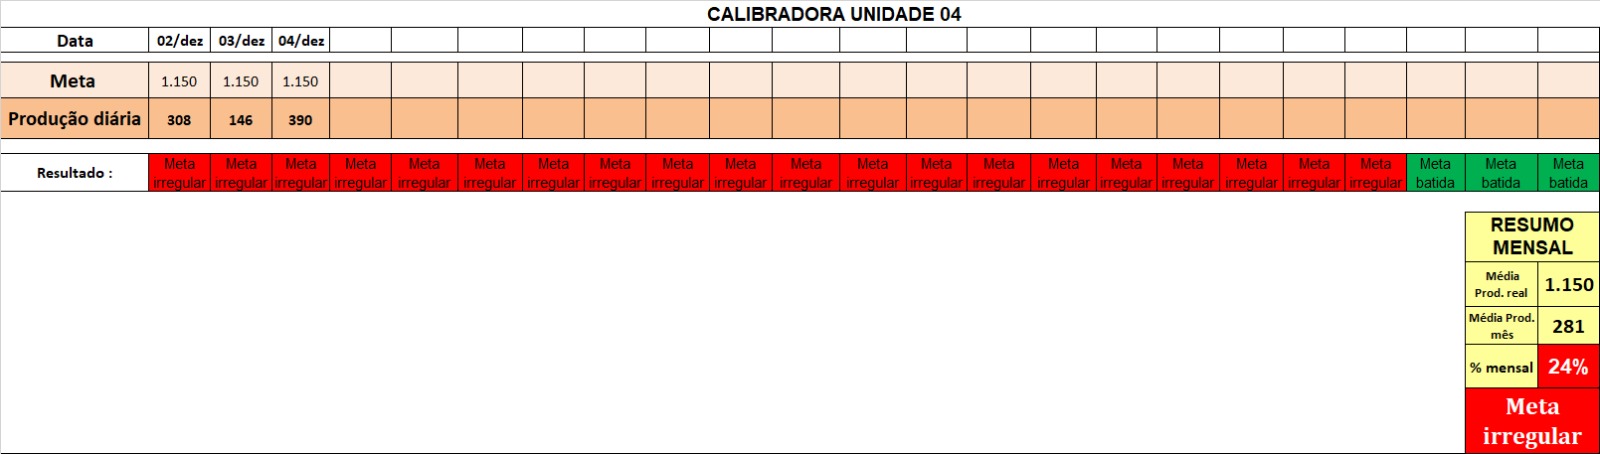 CALIBRADORA UNIDADE 04
Data 02/dez 03/dez 04/dez
Meta 1.150 1.150 1.150
Produção diária 308 146 390
Resultado : Meta irregular Meta irregular Meta irregular Meta irregular Meta irregular Meta irregular Meta irregular Meta irregular Meta irregular Meta irregular Meta irregular Meta irregular Meta irregular Meta irregular Meta irregular Meta irregular Meta irregular Meta irregular Meta irregular Meta irregular Meta batida Meta batida Meta batida
RESUMO
MENSAL
Média
Prod. real 1.150
Média Prod.
mês 281
% mensal 24%
Meta
irregular